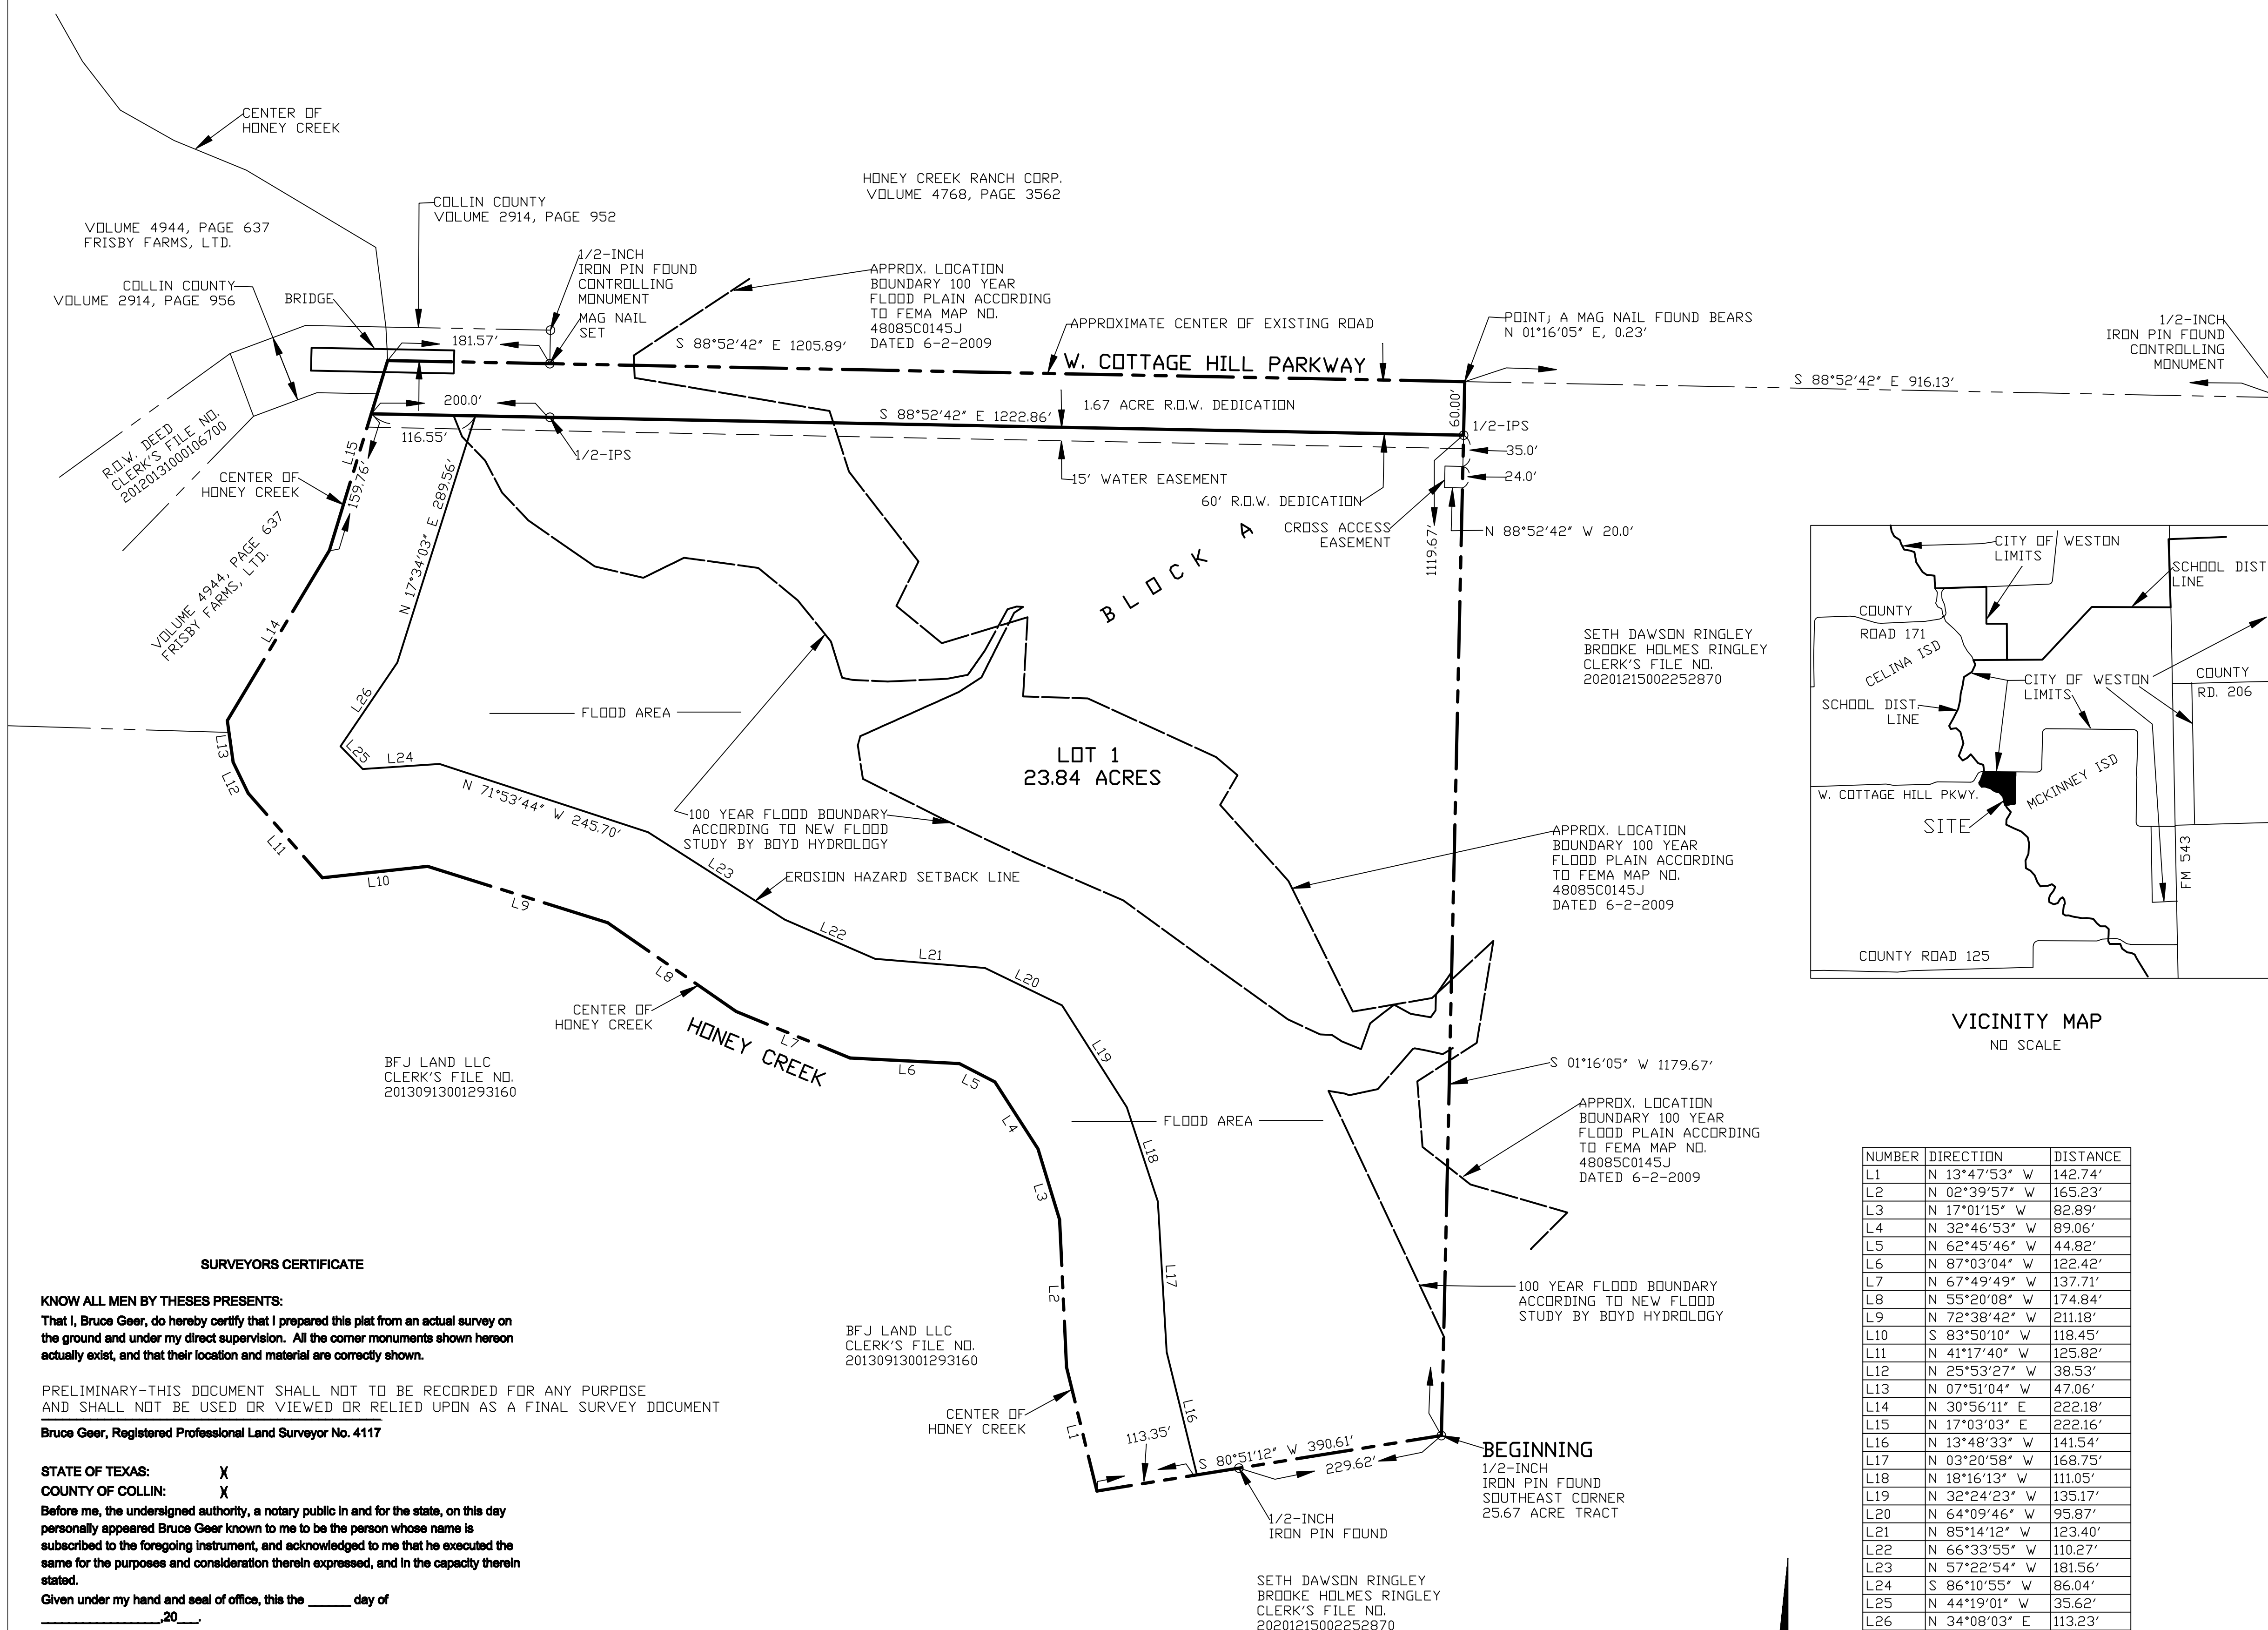 CENTER OF
HONEY CREEK
HONEY CREEK RANCH CORP.
VOLUME 4768, PAGE 3562
COLLIN COUNTY
VOLUME 2914, PAGE 952
VOLUME 4944, PAGE 637
FRISBY FARMS, LTD.
COLLIN COUNTY
VOLUME 2914, PAGE 956
BRIDGE
1/2-INCH
IRON PIN FOUND
CONTROLLING
MONUMENT
MAG NAIL
SET
APPROX. LOCATION
BOUNDARY 100 YEAR
FLOOD PLAIN ACCORDING
TO FEMA MAP NO.
48085C0145J
DATED 6-2-2009
181.57'
S 88°52'42" E 1205.89'
APPROXIMATE CENTER OF EXISTING ROAD
W. COTTAGE HILL PARKWAY
POINT; A MAG NAIL FOUND BEARS
N 01°16'05" E, 0.23'
1/2-INCH
IRON PIN FOUND
CONTROLLING
MONUMENT
S 88°52'42" E 916.13'
200.0'
S 88°52'42" E 1222.86'
1.67 ACRE R.O.W. DEDICATION
60.00'
1/2-IPS
116.55'
1/2-IPS
35.0'
24.0'
15' WATER EASEMENT
60' R.O.W. DEDICATION
CROSS ACCESS
EASEMENT
N 88°52'42" W 20.0'
1119.67'
R.O.W. DEED
CLERK'S FILE NO.
20120131000106700
CENTER OF
HONEY CREEK
L15
159.76'
N 17°34'03" E 289.56'
VOLUME 4944, PAGE 637
FRISBY FARMS, LTD.
L14
BLOCK A
SETH DAWSON RINGLEY
BROOKE HOLMES RINGLEY
CLERK'S FILE NO.
20201215002252870
CITY OF WESTON
LIMITS
SCHOOL DIST.
LINE
COUNTY
ROAD 171
CELINA ISD
CITY OF WESTON
LIMITS
COUNTY
RD. 206
SCHOOL DIST.
LINE
MCKINNEY ISD
W. COTTAGE HILL PKWY.
SITE
FM 543
COUNTY ROAD 125
VICINITY MAP
NO SCALE
L26
FLOOD AREA
L13
L25
L24
L12
LOT 1
23.84 ACRES
N 71°53'44" W 245.70'
100 YEAR FLOOD BOUNDARY
ACCORDING TO NEW FLOOD
STUDY BY BOYD HYDROLOGY
L11
L10
L23
EROSION HAZARD SETBACK LINE
L9
L22
L21
L20
L8
APPROX. LOCATION
BOUNDARY 100 YEAR
FLOOD PLAIN ACCORDING
TO FEMA MAP NO.
48085C0145J
DATED 6-2-2009
CENTER OF
HONEY CREEK
HONEY CREEK
L7
L6
L5
L19
L4
BFJ LAND LLC
CLERK'S FILE NO.
20130913001293160
S 01°16'05" W 1179.67'
APPROX. LOCATION
BOUNDARY 100 YEAR
FLOOD PLAIN ACCORDING
TO FEMA MAP NO.
48085C0145J
DATED 6-2-2009
FLOOD AREA
L18
L3
L17
L2
100 YEAR FLOOD BOUNDARY
ACCORDING TO NEW FLOOD
STUDY BY BOYD HYDROLOGY
BFJ LAND LLC
CLERK'S FILE NO.
20130913001293160
CENTER OF
HONEY CREEK
L16
L1
113.35'
S 80°51'12" W 390.61'
229.62'
BEGINNING
1/2-INCH
IRON PIN FOUND
SOUTHEAST CORNER
25.67 ACRE TRACT
1/2-INCH
IRON PIN FOUND
SETH DAWSON RINGLEY
BROOKE HOLMES RINGLEY
CLERK'S FILE NO.
20201215002252870
SURVEYORS CERTIFICATE
KNOW ALL MEN BY THESES PRESENTS:
That I, Bruce Geer, do hereby certify that I prepared this plat from an actual survey on
the ground and under my direct supervision. All the corner monuments shown hereon
actually exist, and that their location and material are correctly shown.
PRELIMINARY-THIS DOCUMENT SHALL NOT TO BE RECORDED FOR ANY PURPOSE
AND SHALL NOT BE USED OR VIEWED OR RELIED UPON AS A FINAL SURVEY DOCUMENT
Bruce Geer, Registered Professional Land Surveyor No. 4117
STATE OF TEXAS: )(
COUNTY OF COLLIN: )(
Before me, the undersigned authority, a notary public in and for the state, on this day
personally appeared Bruce Geer known to me to be the person whose name is
subscribed to the foregoing instrument, and acknowledged to me that he executed the
same for the purposes and consideration therein expressed, and in the capacity therein
stated.
Given under my hand and seal of office, this the ______ day of
_________________,20___.
NUMBER DIRECTION DISTANCE
L1 N 13°47'53" W 142.74'
L2 N 02°39'57" W 165.23'
L3 N 17°01'15" W 82.89'
L4 N 32°46'53" W 89.06'
L5 N 62°45'46" W 44.82'
L6 N 87°03'04" W 122.42'
L7 N 67°49'49" W 137.71'
L8 N 55°20'08" W 174.84'
L9 N 72°38'42" W 211.18'
L10 S 83°50'10" W 118.45'
L11 N 41°17'40" W 125.82'
L12 N 25°53'27" W 38.53'
L13 N 07°51'04" W 47.06'
L14 N 30°56'11" E 222.18'
L15 N 17°03'03" E 222.16'
L16 N 13°48'33" W 141.54'
L17 N 03°20'58" W 168.75'
L18 N 18°16'13" W 111.05'
L19 N 32°24'23" W 135.17'
L20 N 64°09'46" W 95.87'
L21 N 85°14'12" W 123.40'
L22 N 66°33'55" W 110.27'
L23 N 57°22'54" W 181.56'
L24 S 86°10'55" W 86.04'
L25 N 44°19'01" W 35.62'
L26 N 34°08'03" E 113.23'